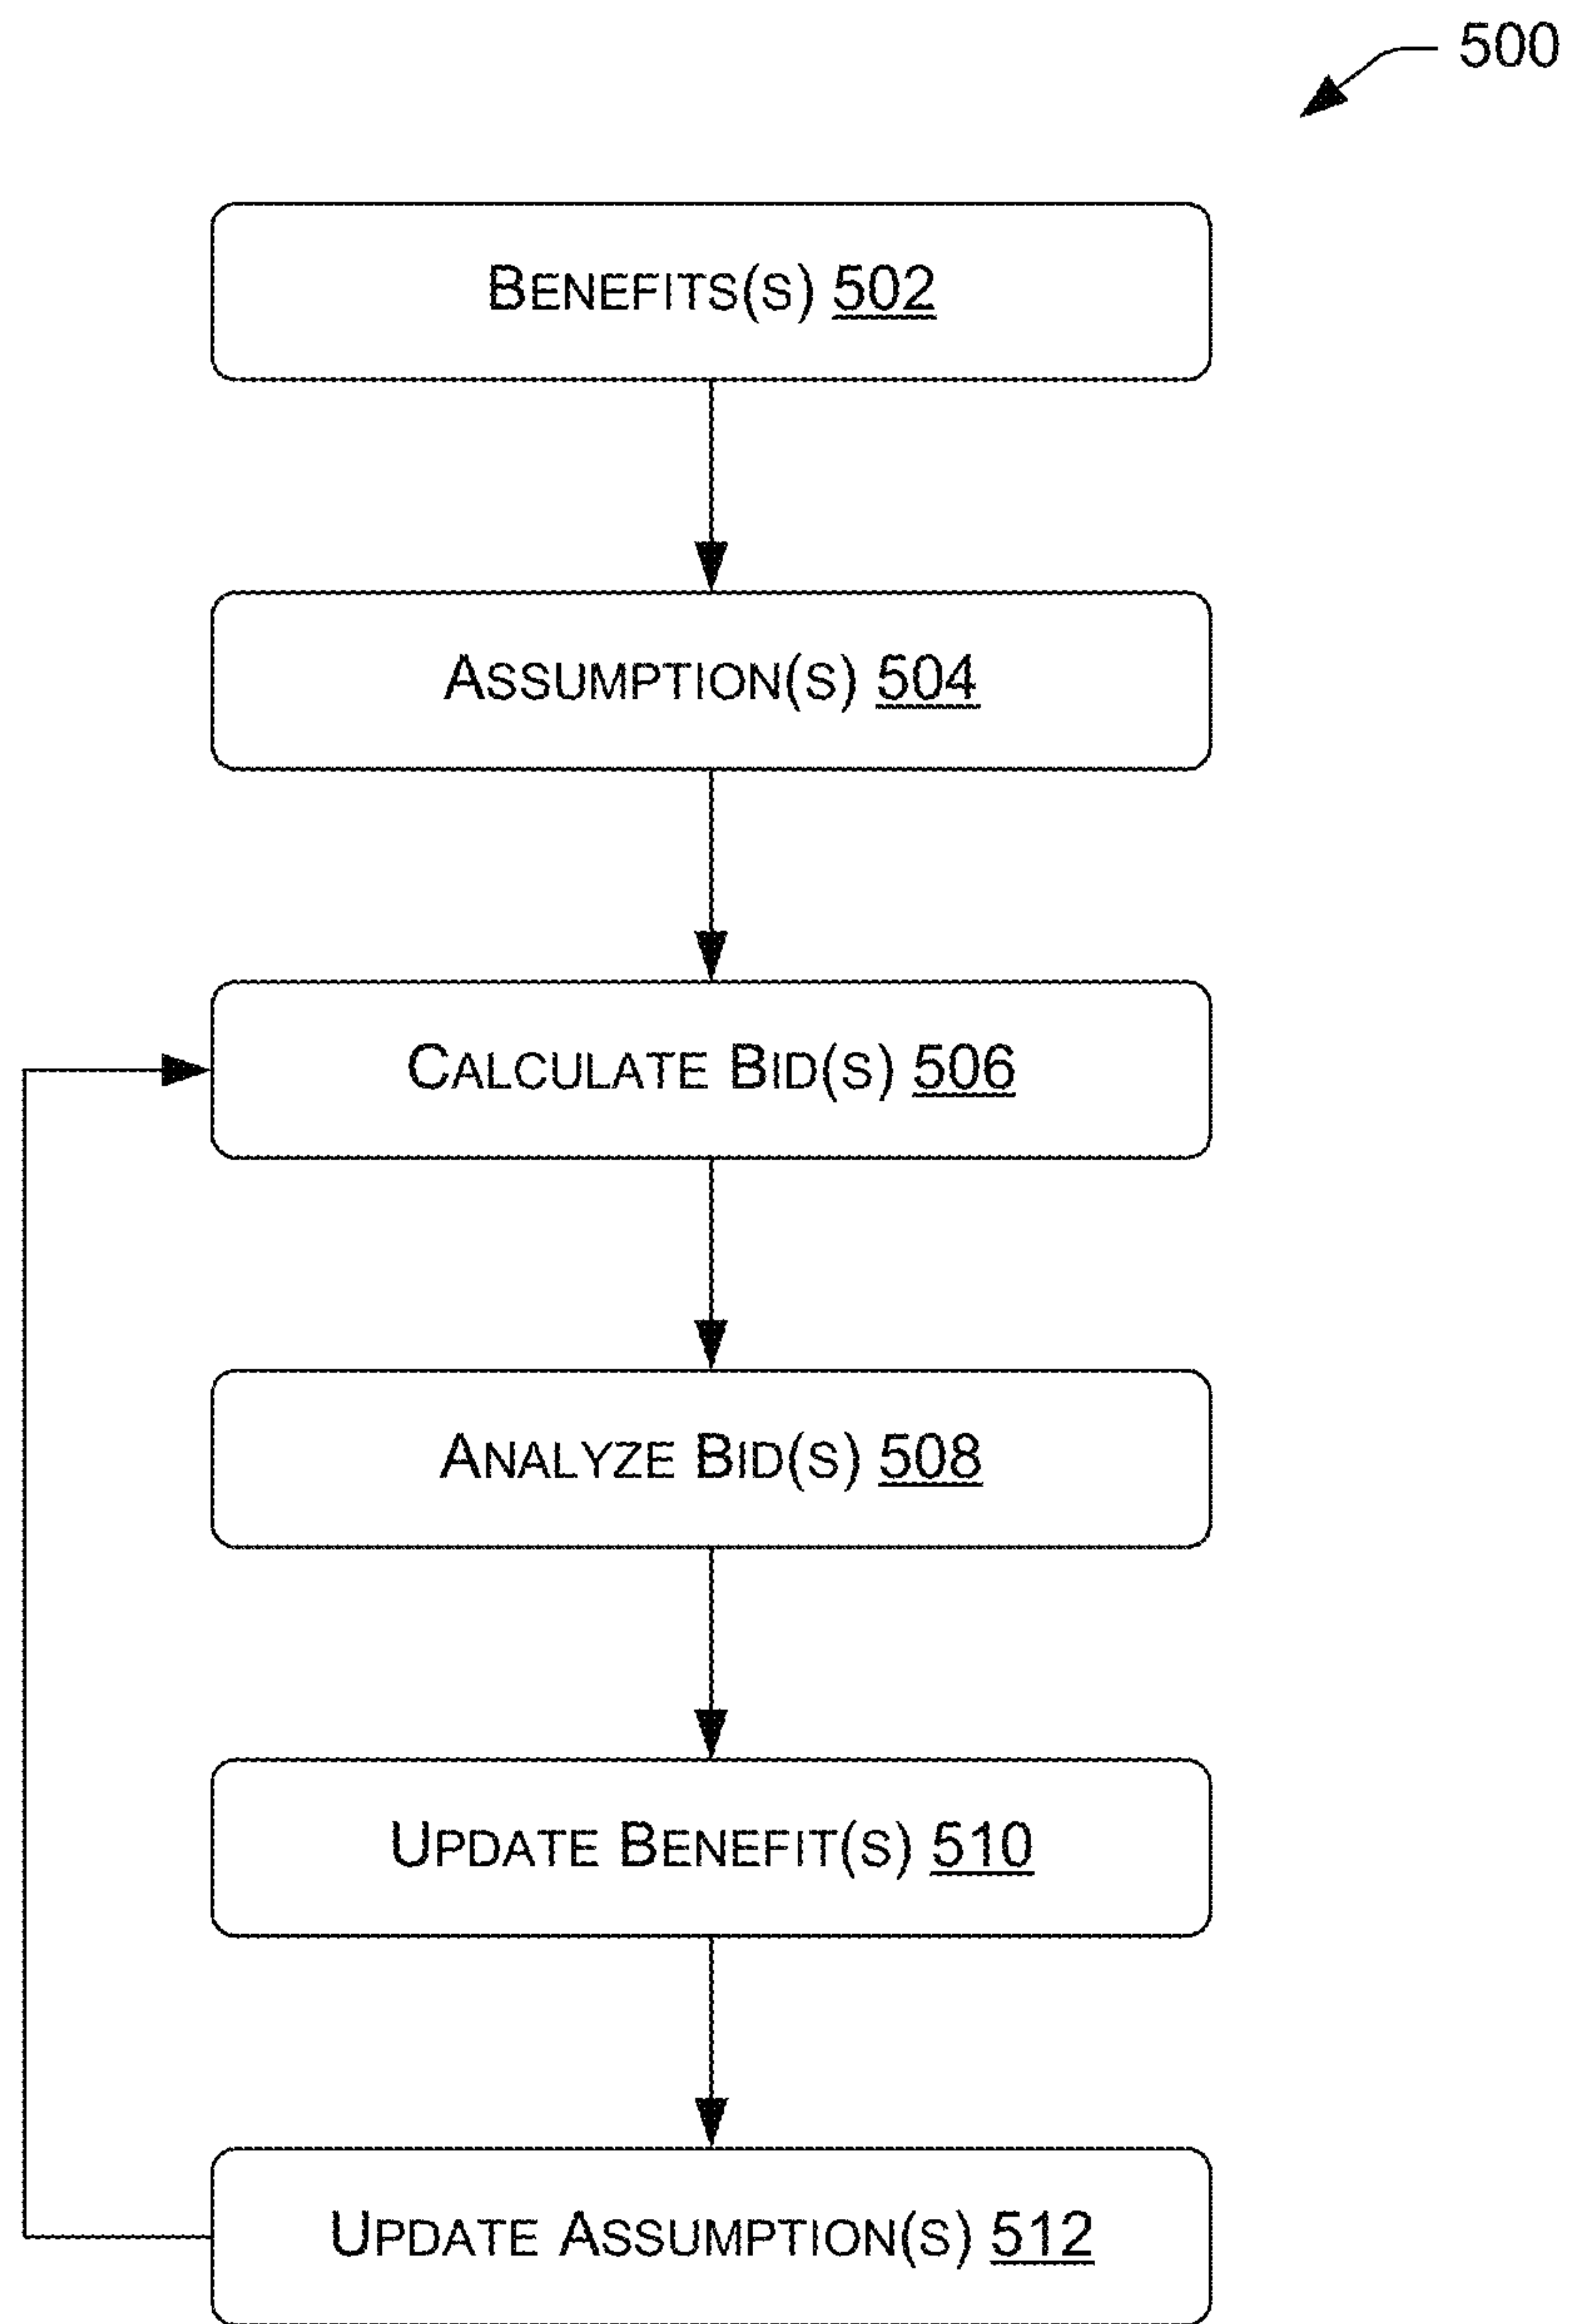 500
BENEFITS(S) 502
ASSUMPTION(S) 504
CALCULATE BID(S) 506
ANALYZE BID(S) 508
UPDATE BENEFIT(S) 510
UPDATE ASSUMPTION(S) 512